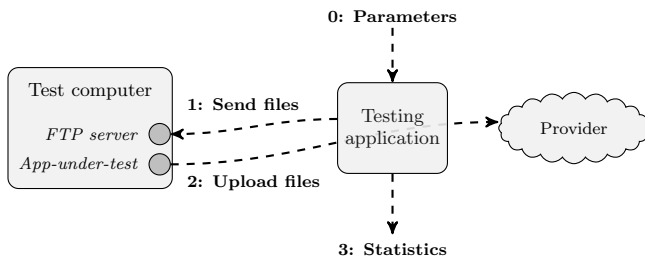 0: Parameters
Test computer
1: Send files
FTP server
App-under-test
2: Upload files
Testing
application
Provider
3: Statistics